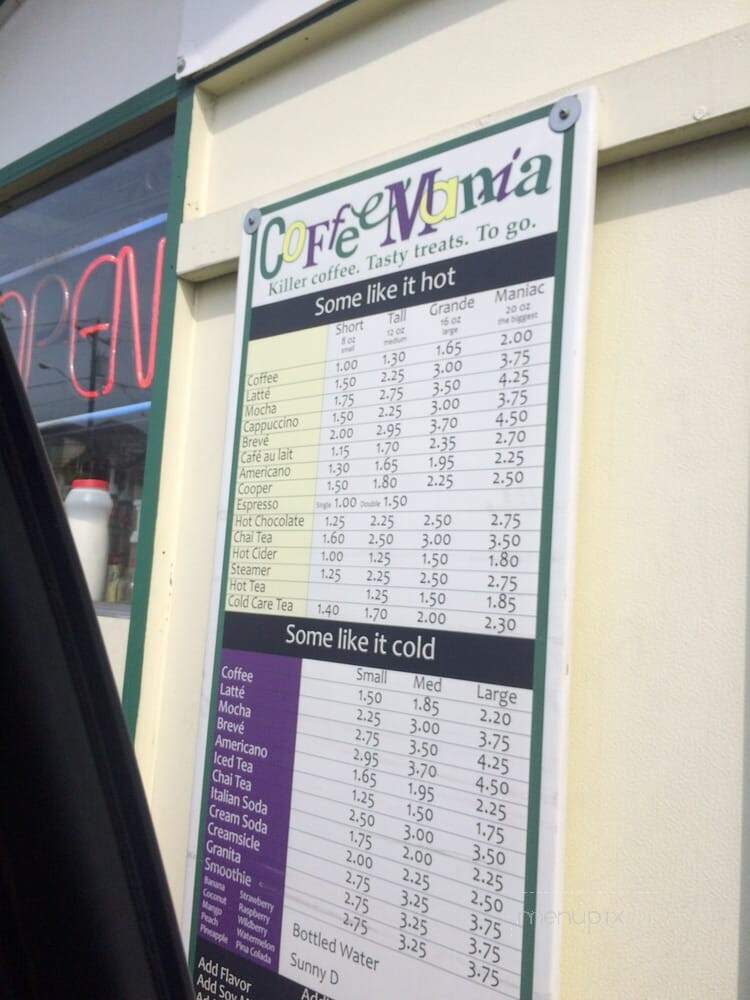 OPEN
CoffeeMania
Killer coffee. Tasty treats. To go.
Some like it hot
Short Tall Grande Maniac
8 oz 12 oz 16 oz 20 oz
small medium large the biggest
Coffee 1.00 1.30 1.65 2.00
Latté 1.50 2.25 3.00 3.75
Mocha 1.75 2.75 3.50 4.25
Cappuccino 1.50 2.25 3.00 3.75
Brevé 2.00 2.95 3.70 4.50
Café au lait 1.15 1.70 2.35 2.70
Americano 1.30 1.65 1.95 2.25
Cooper 1.50 1.80 2.25 2.50
Espresso Single 1.00 Double 1.50
Hot Chocolate 1.25 2.25 2.50 2.75
Chai Tea 1.60 2.50 3.00 3.50
Hot Cider 1.00 1.25 1.50 1.80
Steamer 1.25 2.25 2.50 2.75
Hot Tea 1.25 1.50 1.85
Cold Care Tea 1.40 1.70 2.00 2.30
Some like it cold
Small Med Large
Coffee 1.50 1.85 2.20
Latté 2.25 3.00 3.75
Mocha 2.75 3.50 4.25
Brevé 2.95 3.70 4.50
Americano 1.65 1.95 2.25
Iced Tea 1.25 1.50 1.75
Chai Tea 2.50 3.00 3.50
Italian Soda 1.75 2.00 2.25
Cream Soda 2.00 2.25 2.50
Creamsicle 2.75 3.25 3.75
Granita 2.75 3.25 3.75
Smoothie 2.75 3.25 3.75
Banana Strawberry
Coconut Raspberry
Mango Wildberry
Peach Watermelon
Pineapple Pina Colada
Bottled Water
Sunny D
Add Flavor
Add Soy
menupix